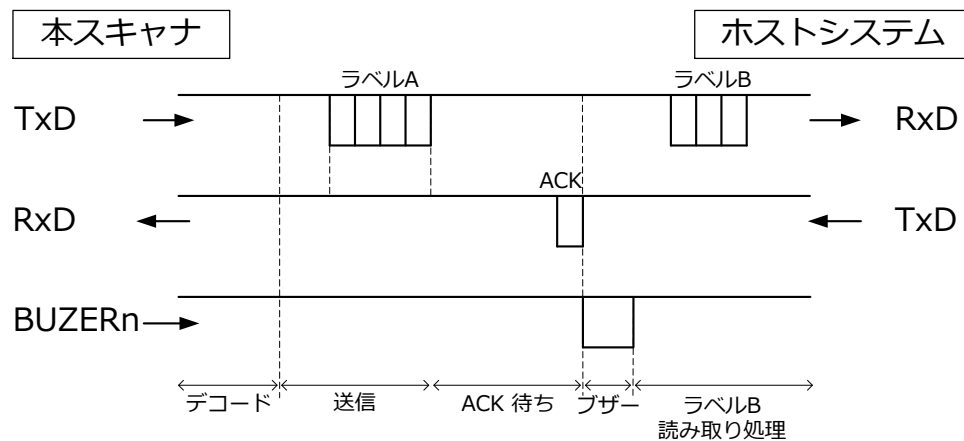 本スキャナ
ホストシステム
ラベルA
ラベルB
TxD
RxD
ACK
RxD
TxD
BUZERn
デコード
送信
ACK 待ち
ブザー
ラベルB
読み取り処理